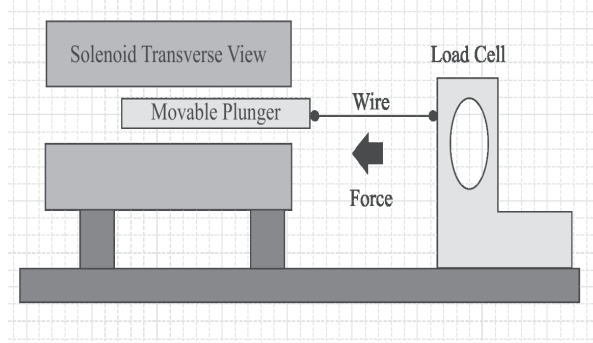 Solenoid Transverse View
Load Cell
Movable Plunger
Wire
Force